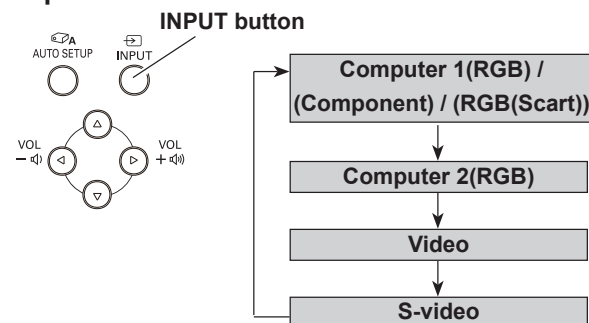 INPUT button
A
AUTO SETUP
INPUT
VOL
–
VOL
+
Computer 1(RGB) /
(Component) / (RGB(Scart))
Computer 2(RGB)
Video
S-video